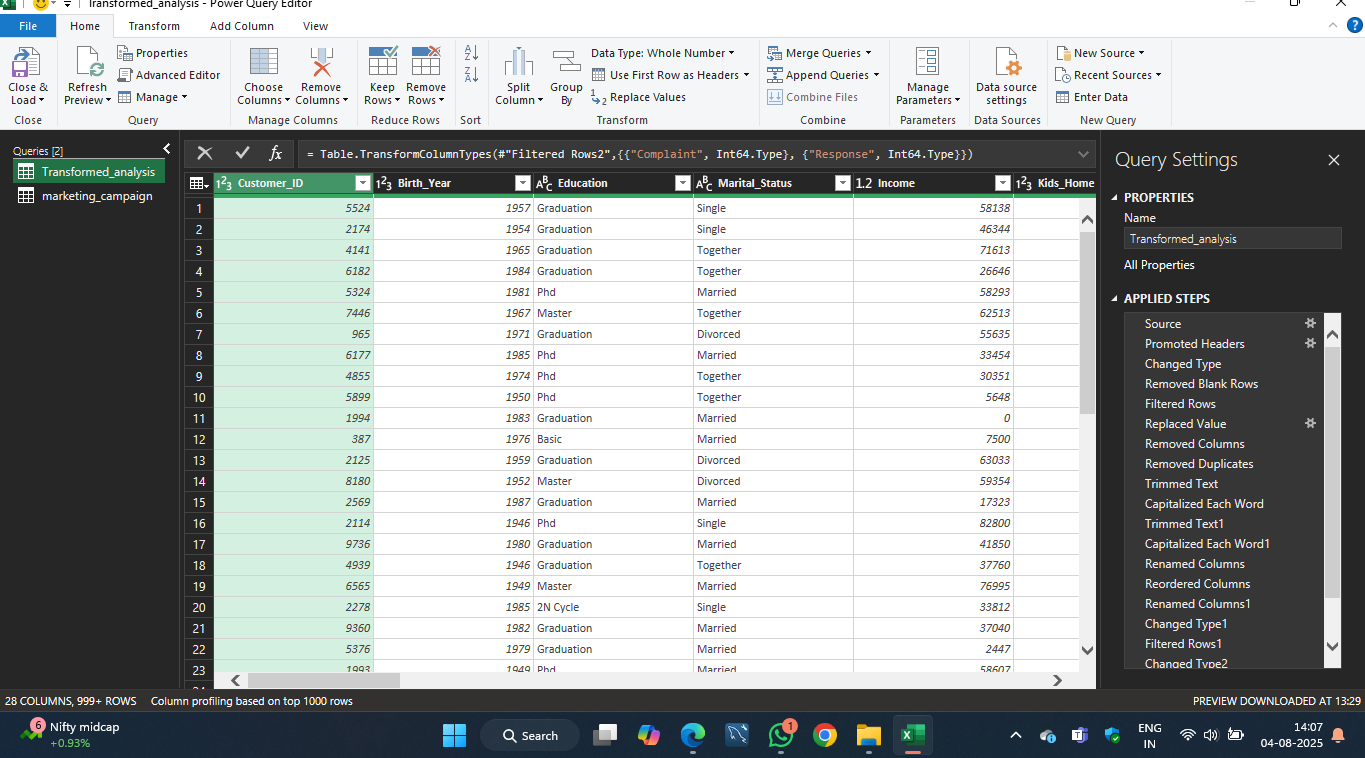 Transformed_analysis - Power Query Editor
File Home Transform Add Column View
Close & Load
Close
Refresh Preview
Properties
Advanced Editor
Manage
Query
Choose Columns
Remove Columns
Manage Columns
Keep Rows
Remove Rows
Reduce Rows
Sort
Split Column
Group By
Data Type: Whole Number
Use First Row as Headers
Replace Values
Transform
Merge Queries
Append Queries
Combine Files
Combine
Manage Parameters
Parameters
Data source settings
Data Sources
New Source
Recent Sources
Enter Data
New Query
Queries [2]
Transformed_analysis
marketing_campaign
= Table.TransformColumnTypes(#"Filtered Rows2",{{"Complaint", Int64.Type}, {"Response", Int64.Type}})
Customer_ID Birth_Year Education Marital_Status 1.2 Income Kids_Home
1 5524 1957 Graduation Single 58138
2 2174 1954 Graduation Single 46344
3 4141 1965 Graduation Together 71613
4 6182 1984 Graduation Together 26646
5 5324 1981 Phd Married 58293
6 7446 1967 Master Together 62513
7 965 1971 Graduation Divorced 55635
8 6177 1985 Phd Married 33454
9 4855 1974 Phd Together 30351
10 5899 1950 Phd Together 5648
11 1994 1983 Graduation Married 0
12 387 1976 Basic Married 7500
13 2125 1959 Graduation Divorced 63033
14 8180 1952 Master Divorced 59354
15 2569 1987 Graduation Married 17323
16 2114 1946 Phd Single 82800
17 9736 1980 Graduation Married 41850
18 4939 1946 Graduation Together 37760
19 6565 1949 Master Married 76995
20 2278 1985 2N Cycle Single 33812
21 9360 1982 Graduation Married 37040
22 5376 1979 Graduation Married 2447
23 1993 1949 Phd Married 58607
Query Settings
PROPERTIES
Name
Transformed_analysis
All Properties
APPLIED STEPS
Source
Promoted Headers
Changed Type
Removed Blank Rows
Filtered Rows
Replaced Value
Removed Columns
Removed Duplicates
Trimmed Text
Capitalized Each Word
Trimmed Text1
Capitalized Each Word1
Renamed Columns
Reordered Columns
Renamed Columns1
Changed Type1
Filtered Rows1
Changed Type2
28 COLUMNS, 999+ ROWS Column profiling based on top 1000 rows
PREVIEW DOWNLOADED AT 13:29
6
Nifty midcap
+0.93%
Search
1
ENG
IN
14:07
04-08-2025